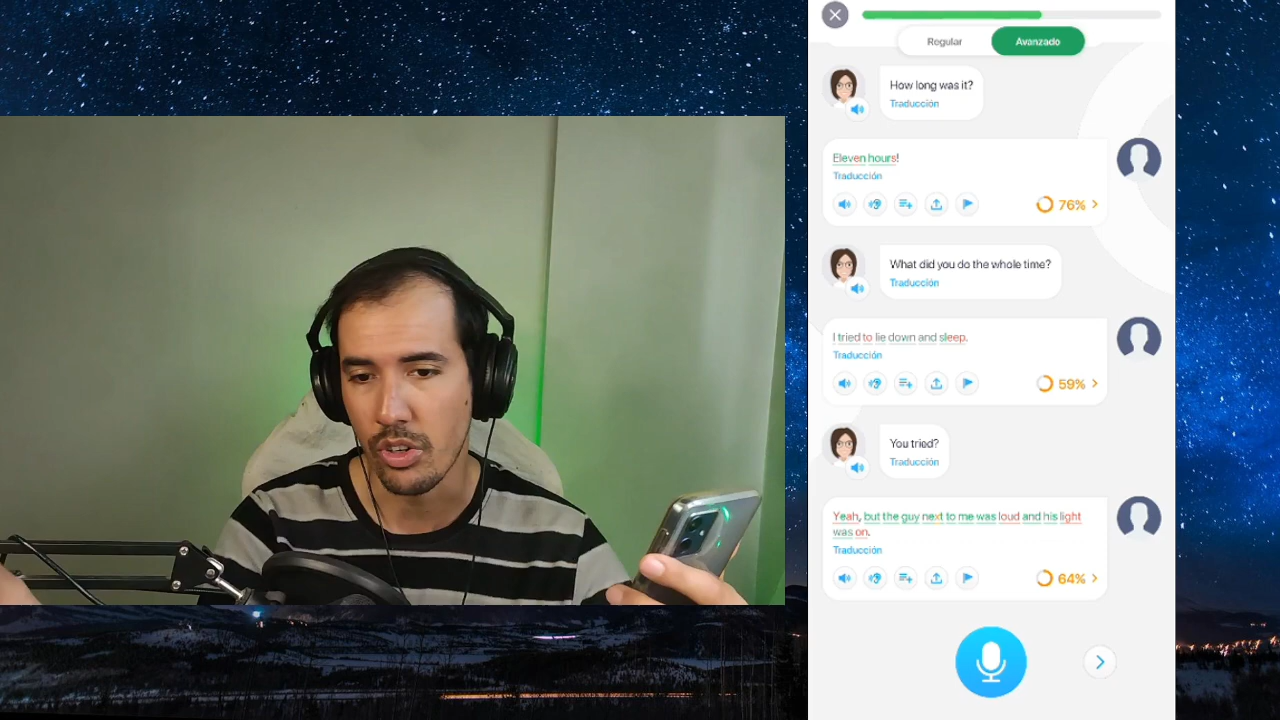 Regular
Avanzado
How long was it?
Traducción
Eleven hours!
Traducción
76%
What did you do the whole time?
Traducción
I tried to lie down and sleep.
Traducción
59%
You tried?
Traducción
Yeah, but the guy next to me was loud and his light
was on.
Traducción
64%